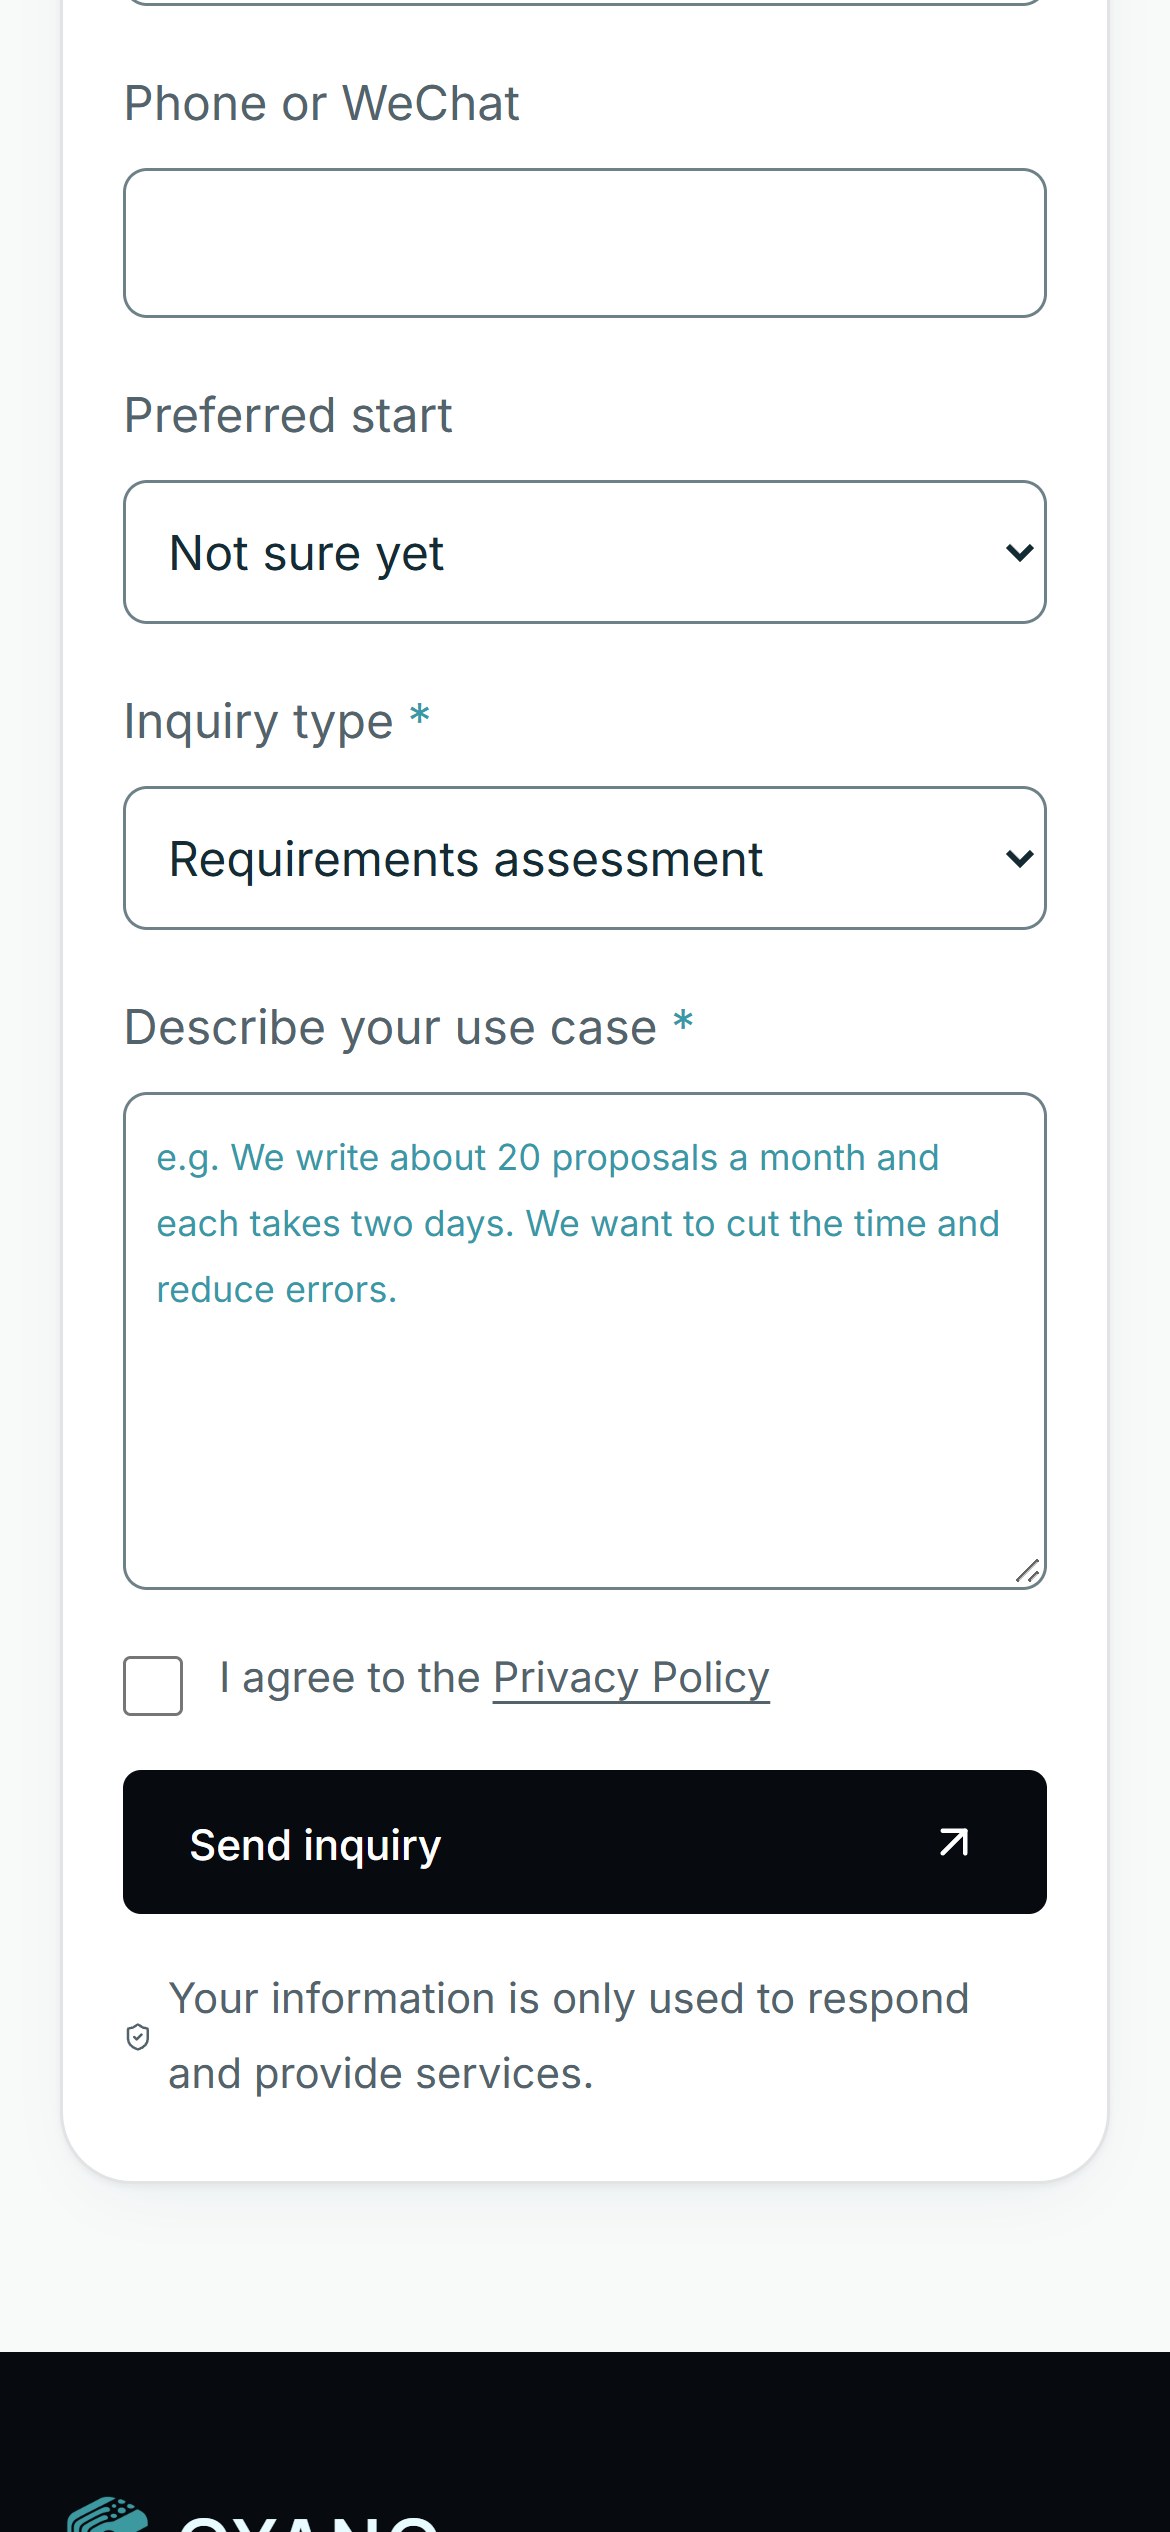 Phone or WeChat
Preferred start
Not sure yet
Inquiry type *
Requirements assessment
Describe your use case *
e.g. We write about 20 proposals a month and
each takes two days. We want to cut the time and
reduce errors.
I agree to the Privacy Policy
Send inquiry
Your information is only used to respond
and provide services.